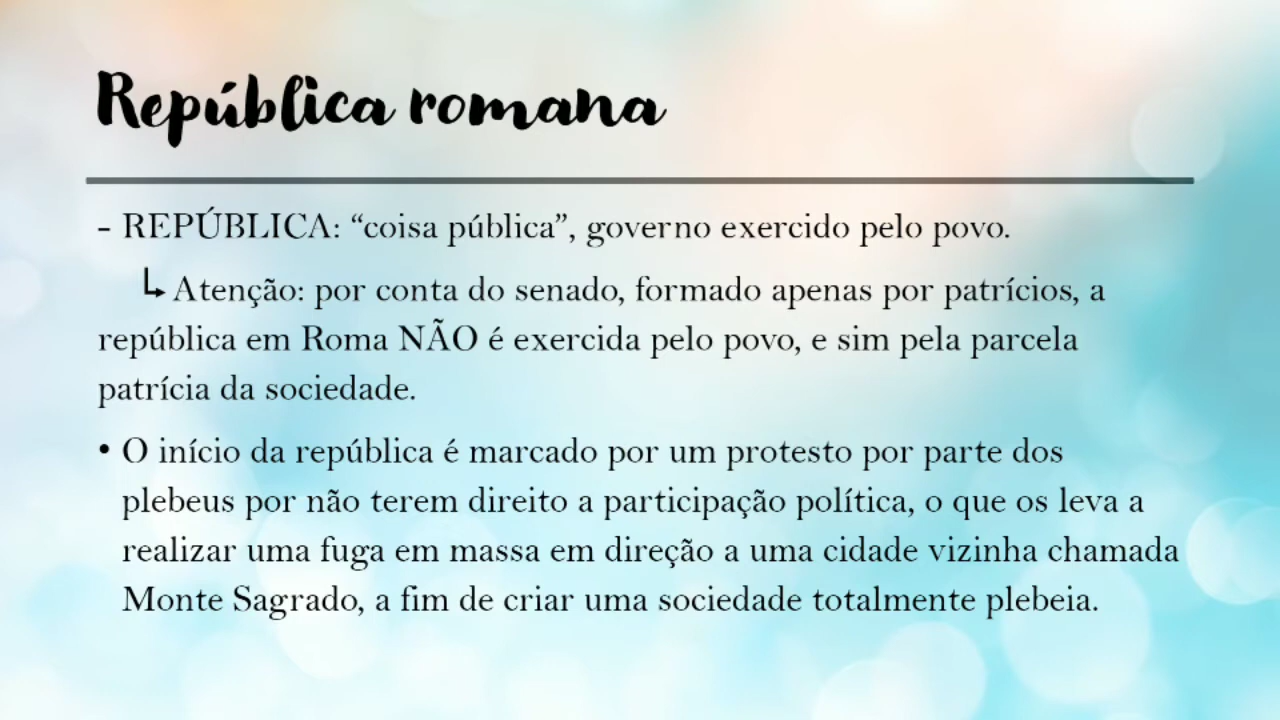 República romana
- REPÚBLICA: “coisa pública”, governo exercido pelo povo.
↳ Atenção: por conta do senado, formado apenas por patrícios, a
república em Roma NÃO é exercida pelo povo, e sim pela parcela
patrícia da sociedade.
• O início da república é marcado por um protesto por parte dos
plebeus por não terem direito a participação política, o que os leva a
realizar uma fuga em massa em direção a uma cidade vizinha chamada
Monte Sagrado, a fim de criar uma sociedade totalmente plebeia.